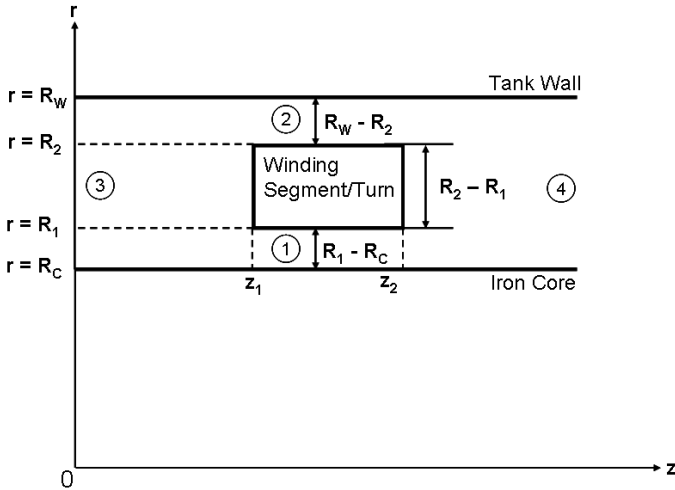 r
Tank Wall
r = R_W
② R_W - R_2
r = R_2
Winding
Segment/Turn
③ R_2 – R_1 ④
r = R_1
① R_1 - R_C
r = R_C
z_1 z_2 Iron Core
0 z